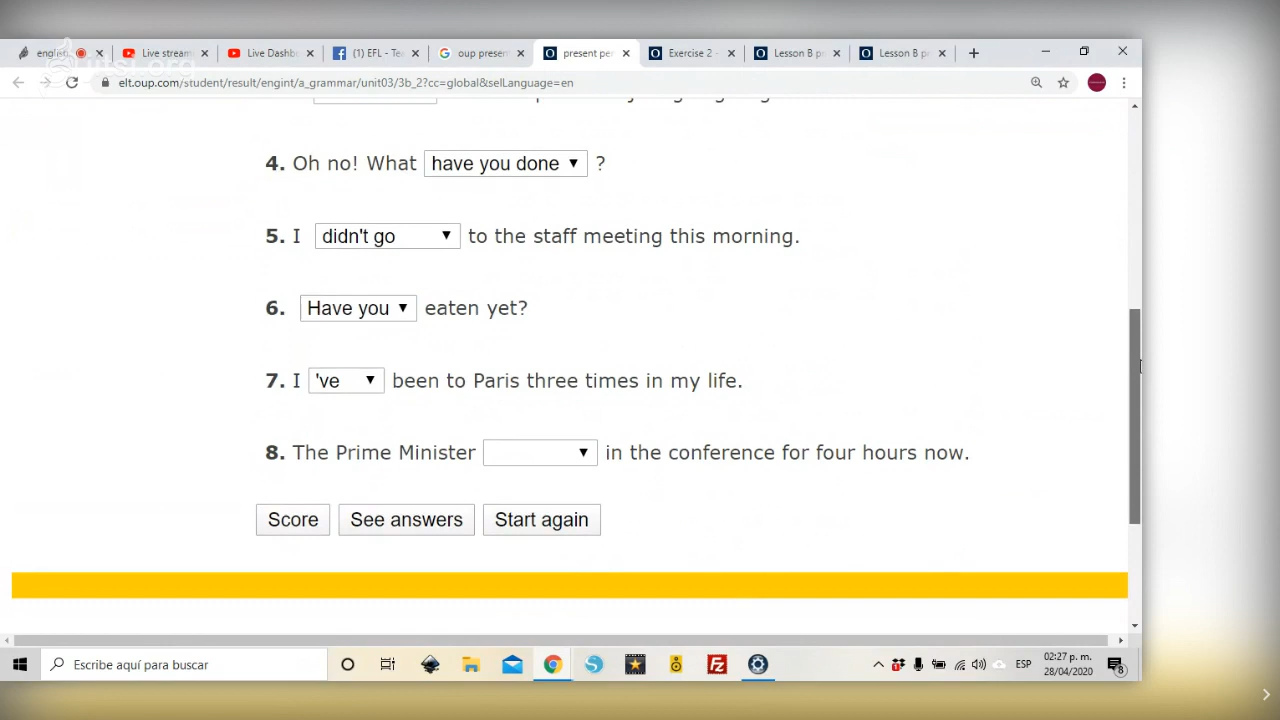 english
Live stream
Live Dashb
(1) EFL - Te
oup presen
present pe
Exercise 2 -
Lesson B p
Lesson B p
utsi.org
elt.oup.com/student/result/engint/a_grammar/unit03/3b_2?cc=global&selLanguage=en
4. Oh no! What have you done ?
5. I didn't go to the staff meeting this morning.
6. Have you eaten yet?
7. I 've been to Paris three times in my life.
8. The Prime Minister in the conference for four hours now.
Score See answers Start again
Escribe aquí para buscar
ESP
02:27 p. m.
28/04/2020
8